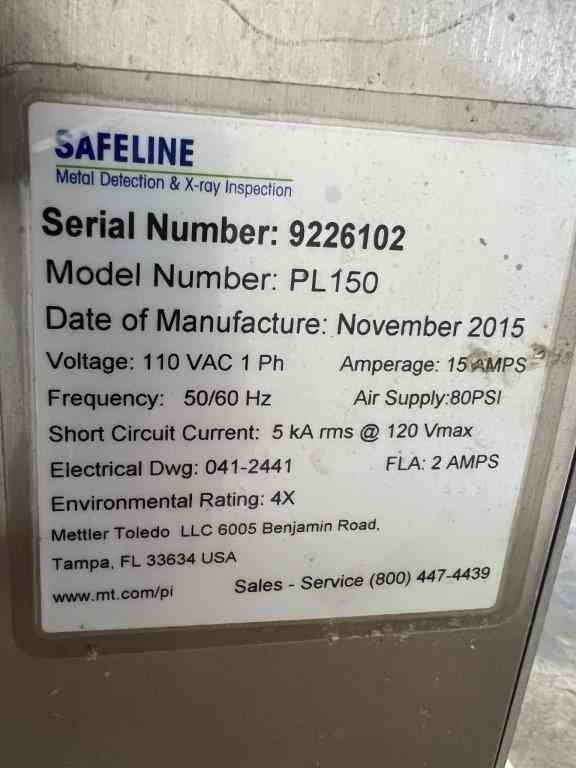 SAFELINE
Metal Detection & X-ray Inspection
Serial Number: 9226102
Model Number: PL150
Date of Manufacture: November 2015
Voltage: 110 VAC 1 Ph Amperage: 15 AMPS
Frequency: 50/60 Hz Air Supply:80PSI
Short Circuit Current: 5 kA rms @ 120 Vmax
Electrical Dwg: 041-2441 FLA: 2 AMPS
Environmental Rating: 4X
Mettler Toledo LLC 6005 Benjamin Road,
Tampa, FL 33634 USA
www.mt.com/pi Sales - Service (800) 447-4439